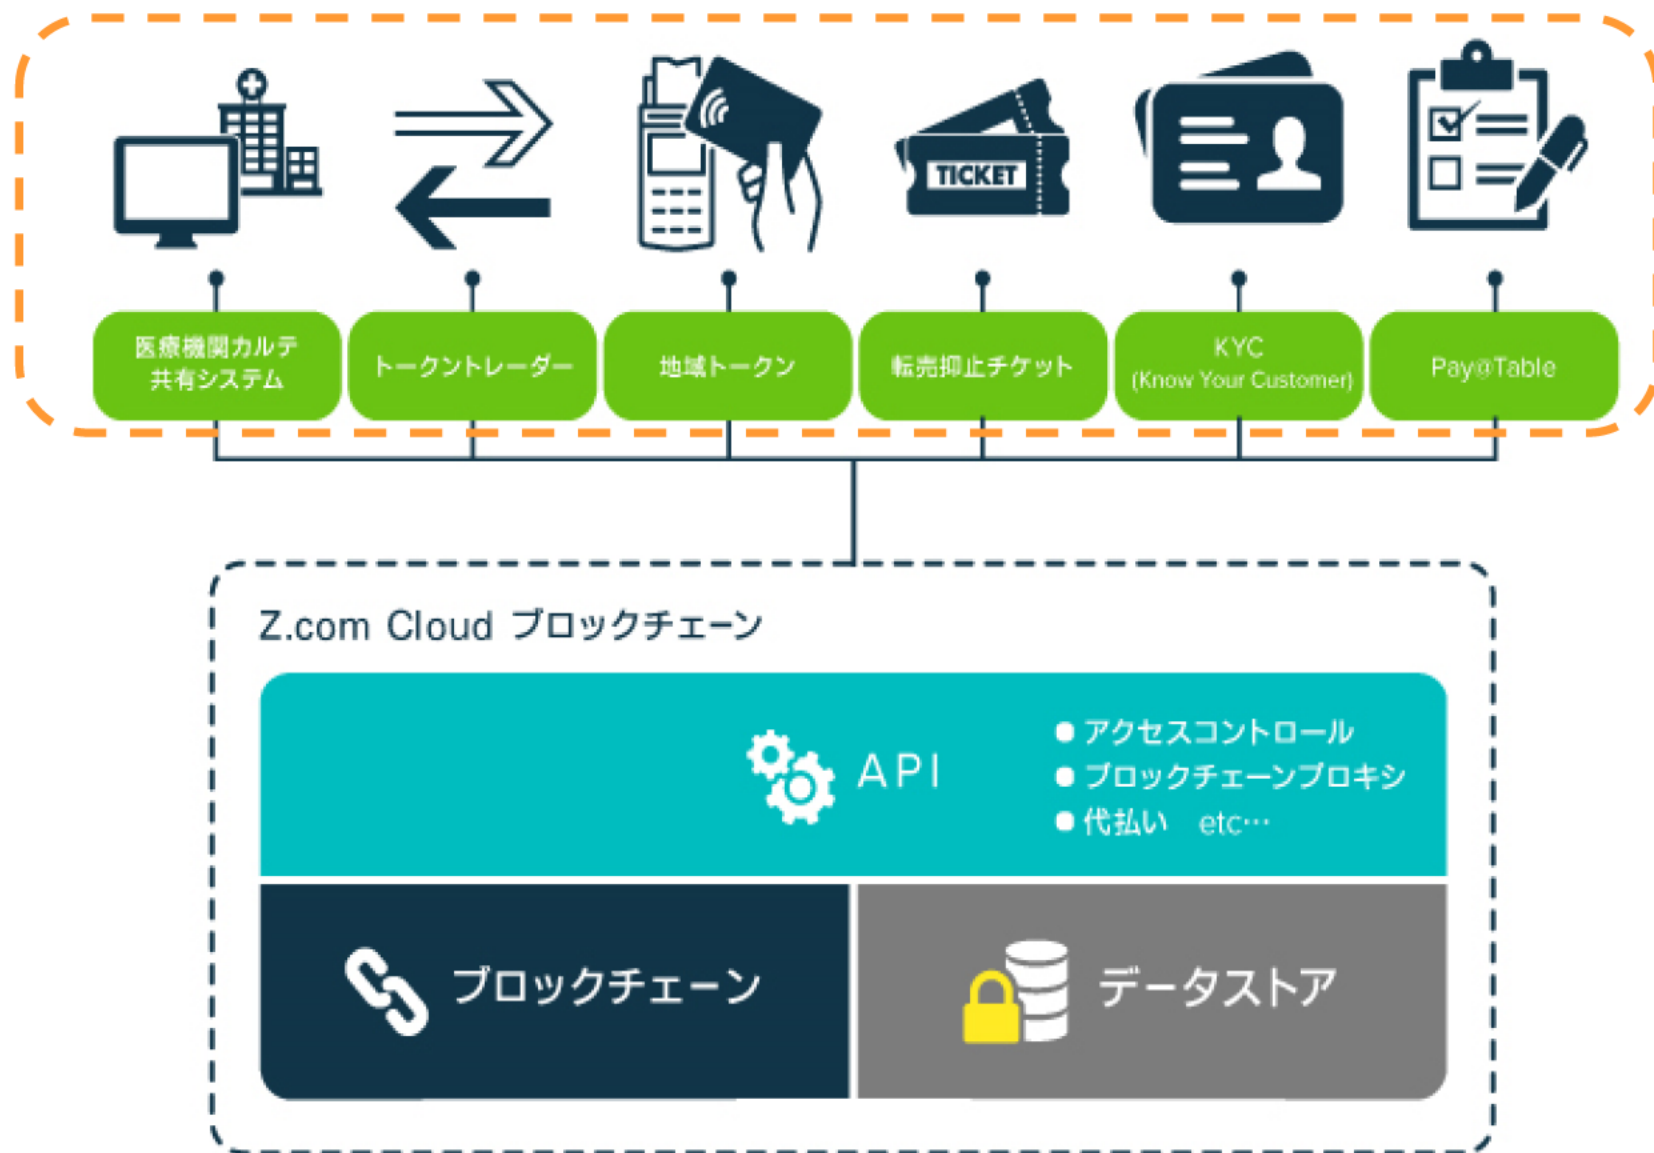 TICKET
医療機関カルテ
共有システム
トークントレーダー
地域トークン
転売抑止チケット
KYC
(Know Your Customer)
Pay@Table
Z.com Cloud ブロックチェーン
API
● アクセスコントロール
● ブロックチェーンプロキシ
● 代払い　etc…
ブロックチェーン
データストア